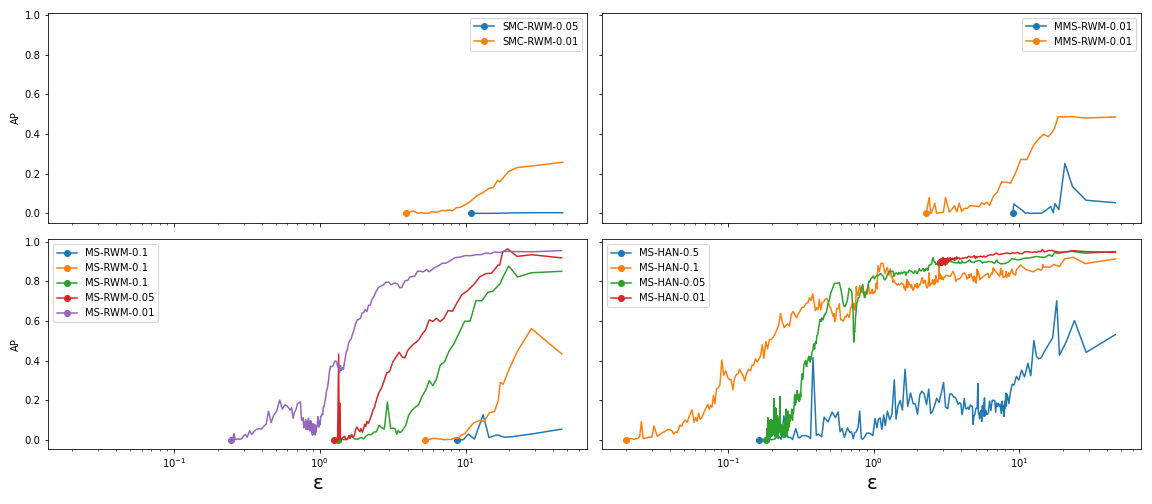 1.0
0.8
0.6
0.4
0.2
0.0
AP
SMC-RWM-0.05
SMC-RWM-0.01
MMS-RWM-0.01
MMS-RWM-0.01
1.0
0.8
0.6
0.4
0.2
0.0
AP
MS-RWM-0.1
MS-RWM-0.1
MS-RWM-0.1
MS-RWM-0.05
MS-RWM-0.01
10⁻¹ 10⁰ 10¹
ε
MS-HAN-0.5
MS-HAN-0.1
MS-HAN-0.05
MS-HAN-0.01
10⁻¹ 10⁰ 10¹
ε